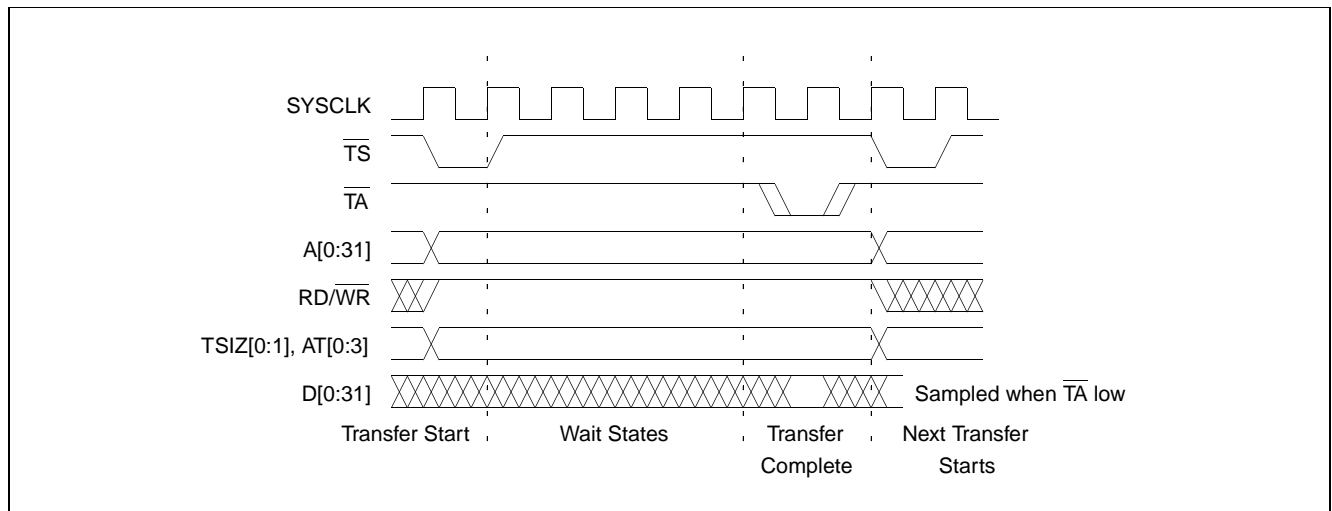 SYSCLK
TS
TA
A[0:31]
RD/WR
TSIZ[0:1], AT[0:3]
D[0:31]
Sampled when TA low
Transfer Start
Wait States
Transfer
Complete
Next Transfer
Starts